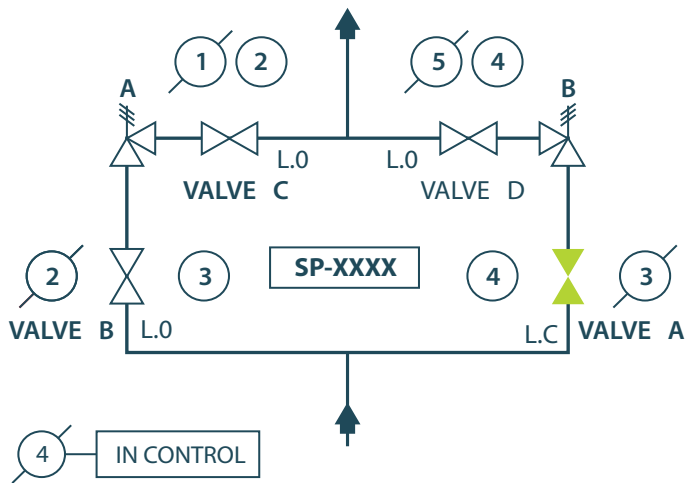 1 2 5 4
A B
L.0 L.0
VALVE C VALVE D
2 3 SP-XXXX 4 3
VALVE B L.0 L.C VALVE A
4 IN CONTROL